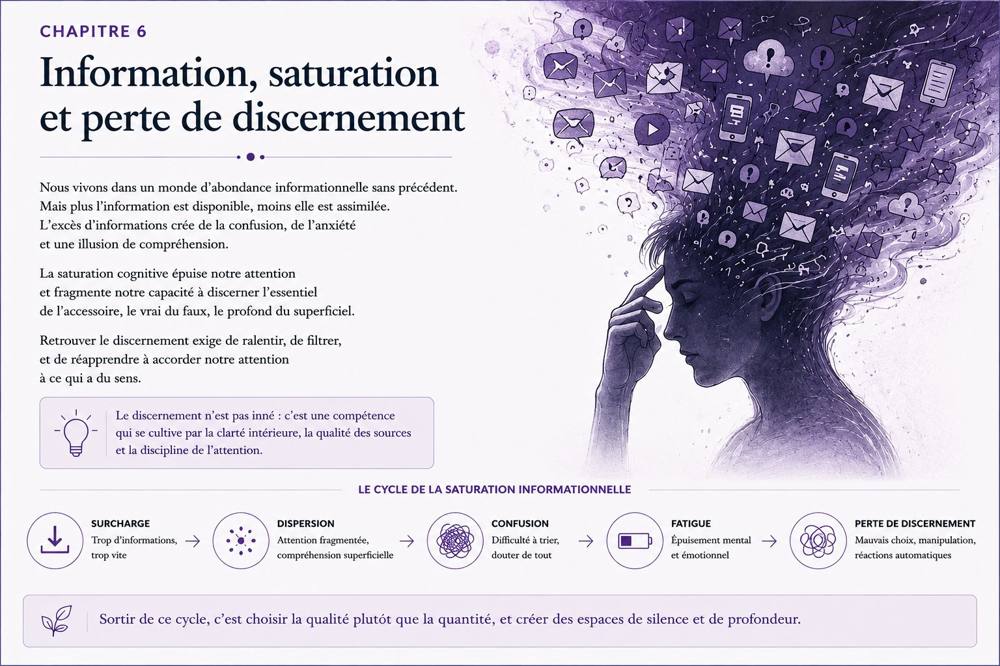 CHAPITRE 6
Information, saturation
et perte de discernement
Nous vivons dans un monde d’abondance informationnelle sans précédent.
Mais plus l’information est disponible, moins elle est assimilée.
L’excès d’informations crée de la confusion, de l’anxiété
et une illusion de compréhension.
La saturation cognitive épuise notre attention
et fragmente notre capacité à discerner l’essentiel
de l’accessoire, le vrai du faux, le profond du superficiel.
Retrouver le discernement exige de ralentir, de filtrer,
et de réapprendre à accorder notre attention
à ce qui a du sens.
Le discernement n’est pas inné : c’est une compétence
qui se cultive par la clarté intérieure, la qualité des sources
et la discipline de l’attention.
LE CYCLE DE LA SATURATION INFORMATIONNELLE
SURCHARGE
Trop d’informations,
trop vite
DISPERSION
Attention fragmentée,
compréhension superficielle
CONFUSION
Difficulté à trier,
douter de tout
FATIGUE
Épuisement mental
et émotionnel
PERTE DE DISCERNEMENT
Mauvais choix, manipulation,
réactions automatiques
Sortir de ce cycle, c’est choisir la qualité plutót que la quantité, et créer des espaces de silence et de profondeur.